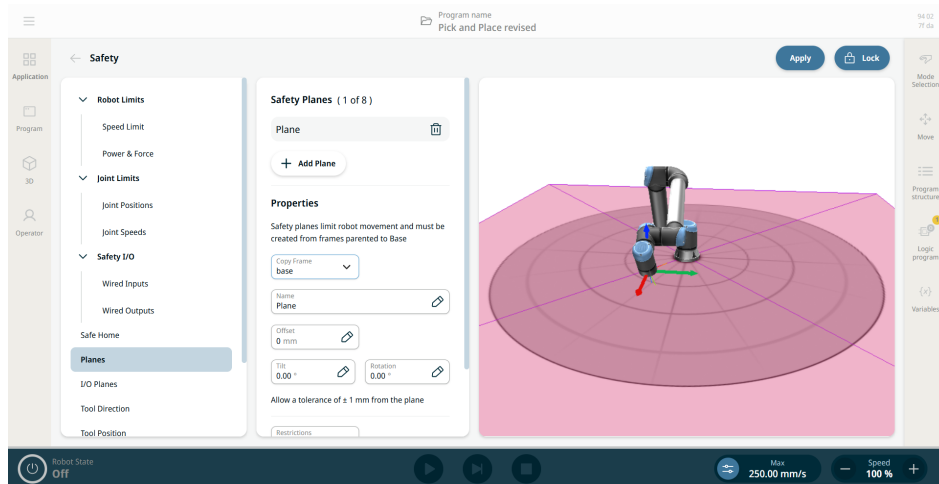 Program name
Pick and Place revised
94.02
7f da
Safety
Apply
Lock
Application
Program
3D
Operator
Robot Limits
Speed Limit
Power & Force
Joint Limits
Joint Positions
Joint Speeds
Safety I/O
Wired Inputs
Wired Outputs
Safe Home
Planes
I/O Planes
Tool Direction
Tool Position
Safety Planes ( 1 of 8 )
Plane
+ Add Plane
Properties
Safety planes limit robot movement and must be
created from frames parented to Base
Copy Frame
base
Name
Plane
Offset
0 mm
Tilt
0.00 °
Rotation
0.00 °
Allow a tolerance of ± 1 mm from the plane
Restrictions
Mode
Selection
Move
Program
structure
1
Logic
program
{x}
Variables
Robot State
Off
Max
250.00 mm/s
Speed
100 %